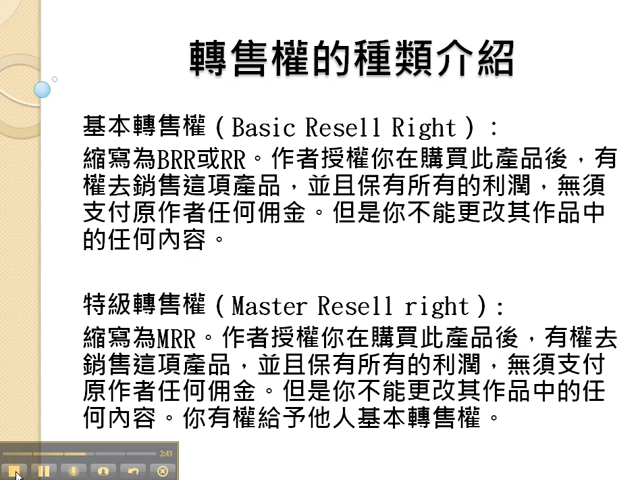 轉售權的種類介紹
基本轉售權（Basic Resell Right）：
縮寫為BRR或RR。作者授權你在購買此產品後，有
權去銷售這項產品，並且保有所有的利潤，無須
支付原作者任何佣金。但是你不能更改其作品中
的任何內容。
特級轉售權（Master Resell right）:
縮寫為MRR。作者授權你在購買此產品後，有權去
銷售這項產品，並且保有所有的利潤，無須支付
原作者任何佣金。但是你不能更改其作品中的任
何內容。你有權給予他人基本轉售權。
2:43